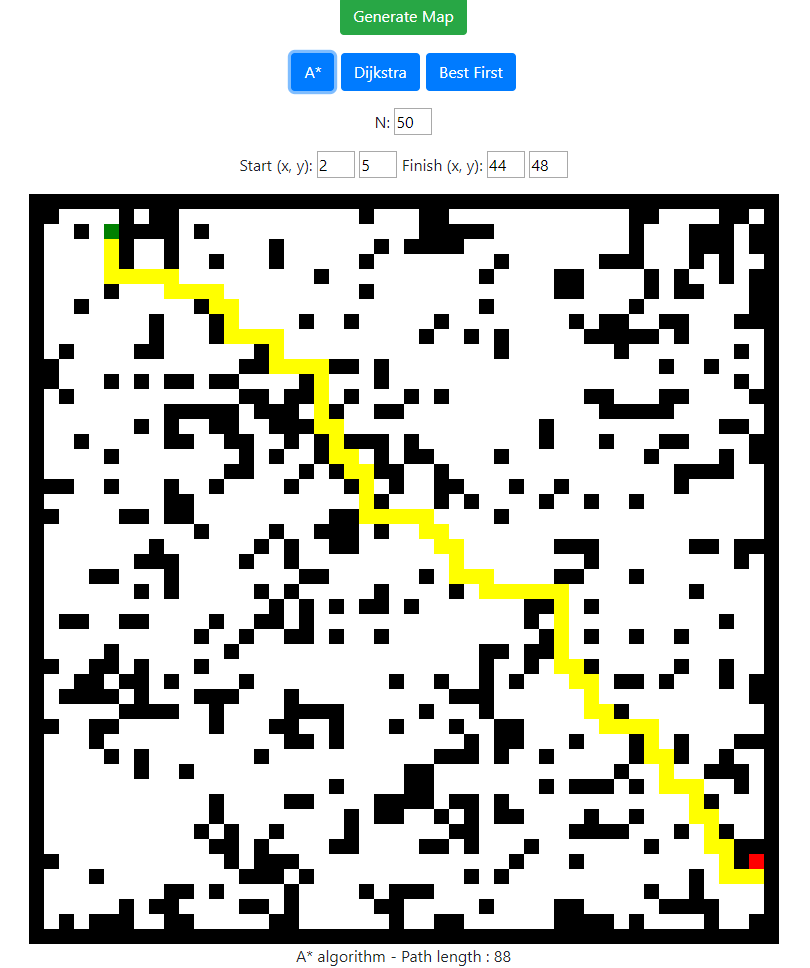 Generate Map
A* Dijkstra Best First
N: 50
Start (x, y): 2 5 Finish (x, y): 44 48
A* algorithm - Path length : 88